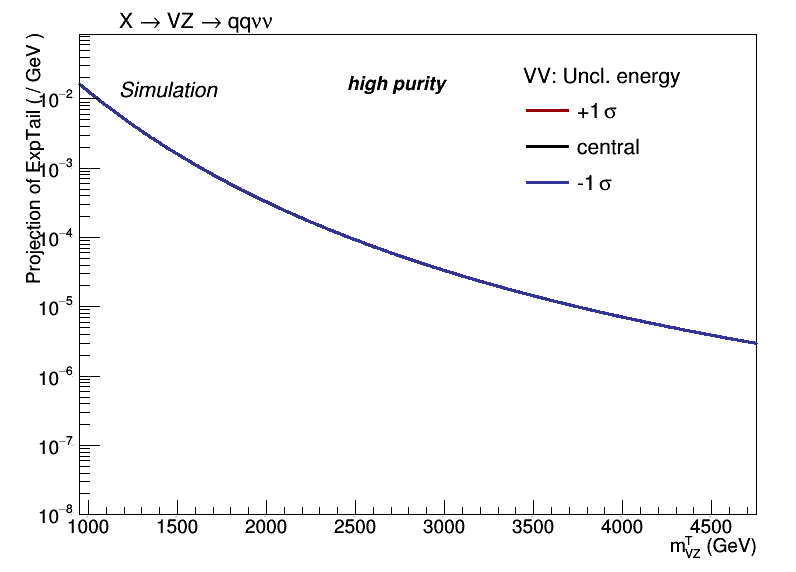 X → VZ → qqνν
Projection of ExpTail ( / GeV )
Simulation
high purity
VV: Uncl. energy
+1 σ
central
-1 σ
10⁻²
10⁻³
10⁻⁴
10⁻⁵
10⁻⁶
10⁻⁷
10⁻⁸
1000 1500 2000 2500 3000 3500 4000 4500
m^T_VZ (GeV)